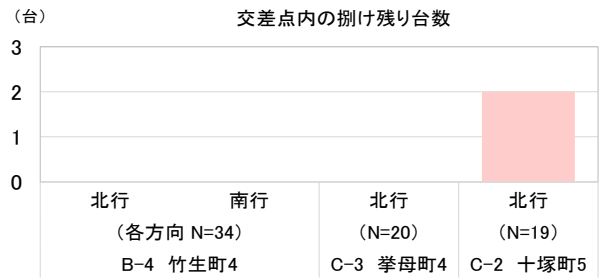 （台）
交差点内の捌け残り台数
3
2
1
0
北行 南行 北行 北行
（各方向 N=34） （N=20） （N=19）
B-4 竹生町4 C-3 挙母町4 C-2 十塚町5